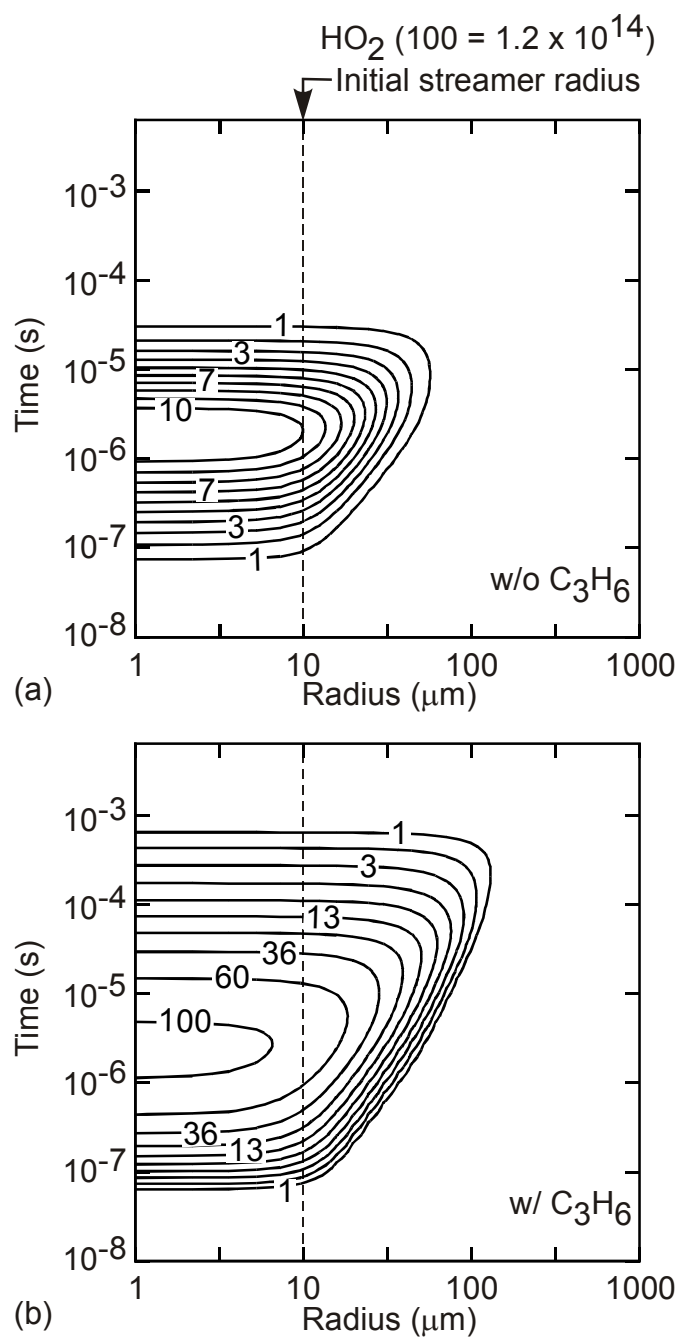 HO₂ (100 = 1.2 x 10¹⁴)
Initial streamer radius
10⁻³
10⁻⁴
10⁻⁵
10⁻⁶
10⁻⁷
10⁻⁸
Time (s)
1
3
7
10
7
3
1
w/o C₃H₆
1 10 100 1000
(a)
Radius (μm)
10⁻³
10⁻⁴
10⁻⁵
10⁻⁶
10⁻⁷
10⁻⁸
Time (s)
1
3
13
36
60
100
36
13
1
w/ C₃H₆
1 10 100 1000
(b)
Radius (μm)